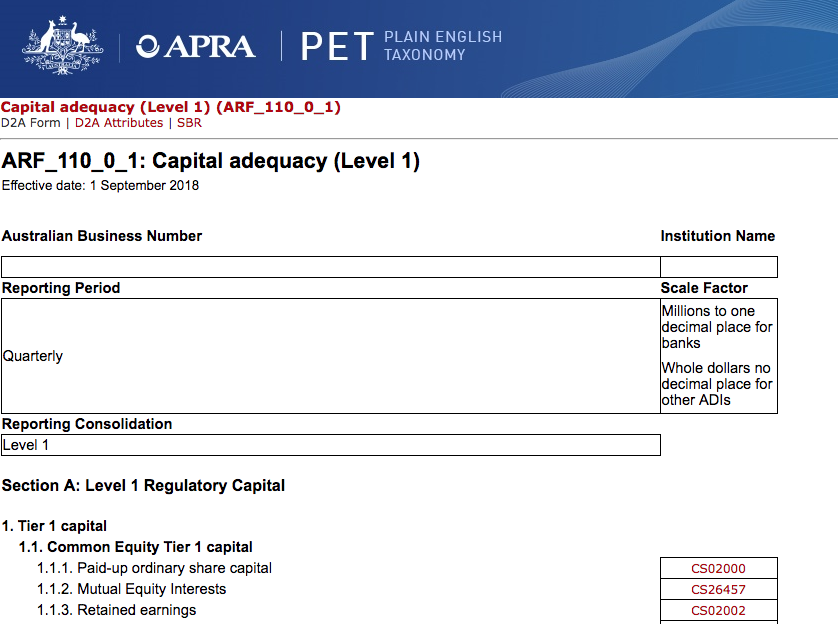 APRA PET PLAIN ENGLISH
TAXONOMY
Capital adequacy (Level 1) (ARF_110_0_1)
D2A Form | D2A Attributes | SBR
ARF_110_0_1: Capital adequacy (Level 1)
Effective date: 1 September 2018
Australian Business Number Institution Name
Reporting Period Scale Factor
Quarterly
Millions to one
decimal place for
banks
Whole dollars no
decimal place for
other ADIs
Reporting Consolidation
Level 1
Section A: Level 1 Regulatory Capital
1. Tier 1 capital
1.1. Common Equity Tier 1 capital
1.1.1. Paid-up ordinary share capital CS02000
1.1.2. Mutual Equity Interests CS26457
1.1.3. Retained earnings CS02002